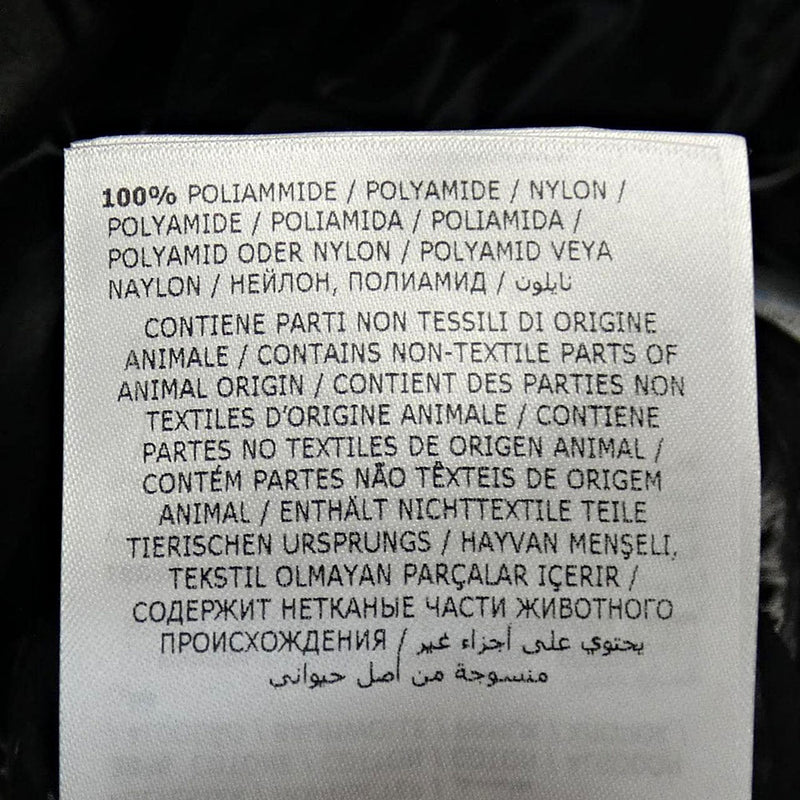 100% POLIAMMIDE / POLYAMIDE / NYLON /
POLYAMIDE / POLIAMIDA / POLIAMIDA /
POLYAMID ODER NYLON / POLYAMID VEYA
NAYLON / НЕЙЛОН, ПОЛИАМИД / نايلون
CONTIENE PARTI NON TESSILI DI ORIGINE
ANIMALE / CONTAINS NON-TEXTILE PARTS OF
ANIMAL ORIGIN / CONTIENT DES PARTIES NON
TEXTILES D'ORIGINE ANIMALE / CONTIENE
PARTES NO TEXTILES DE ORIGEN ANIMAL /
CONTÉM PARTES NÃO TÊXTEIS DE ORIGEM
ANIMAL / ENTHÄLT NICHTTEXTILE TEILE
TIERISCHEN URSPRUNGS / HAYVAN MENŞELİ,
TEKSTIL OLMAYAN PARÇALAR IÇERIR /
СОДЕРЖИТ НЕТКАНЫЕ ЧАСТИ ЖИВОТНОГО
ПРОИСХОЖДЕНИЯ / يحتوي على أجزاء غير
منسوجة من أصل حيواني